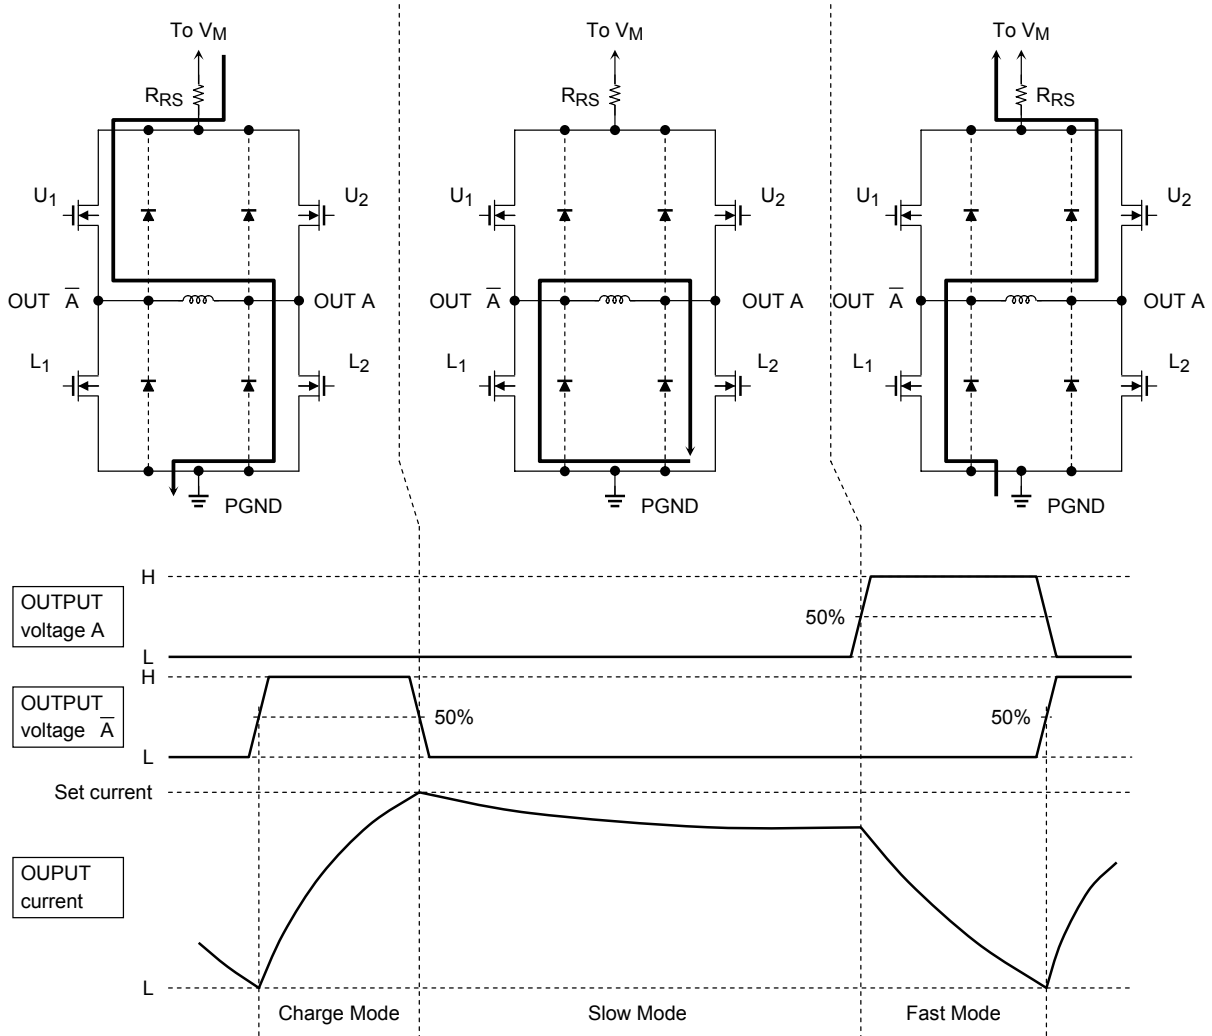 To VM
RRS
U1
U2
OUT A̅
OUT A
L1
L2
PGND
To VM
RRS
U1
U2
OUT A̅
OUT A
L1
L2
PGND
To VM
RRS
U1
U2
OUT A̅
OUT A
L1
L2
PGND
OUTPUT
voltage A
H
50%
L
OUTPUT
voltage A̅
H
50%
50%
L
Set current
OUPUT
current
L
Charge Mode
Slow Mode
Fast Mode